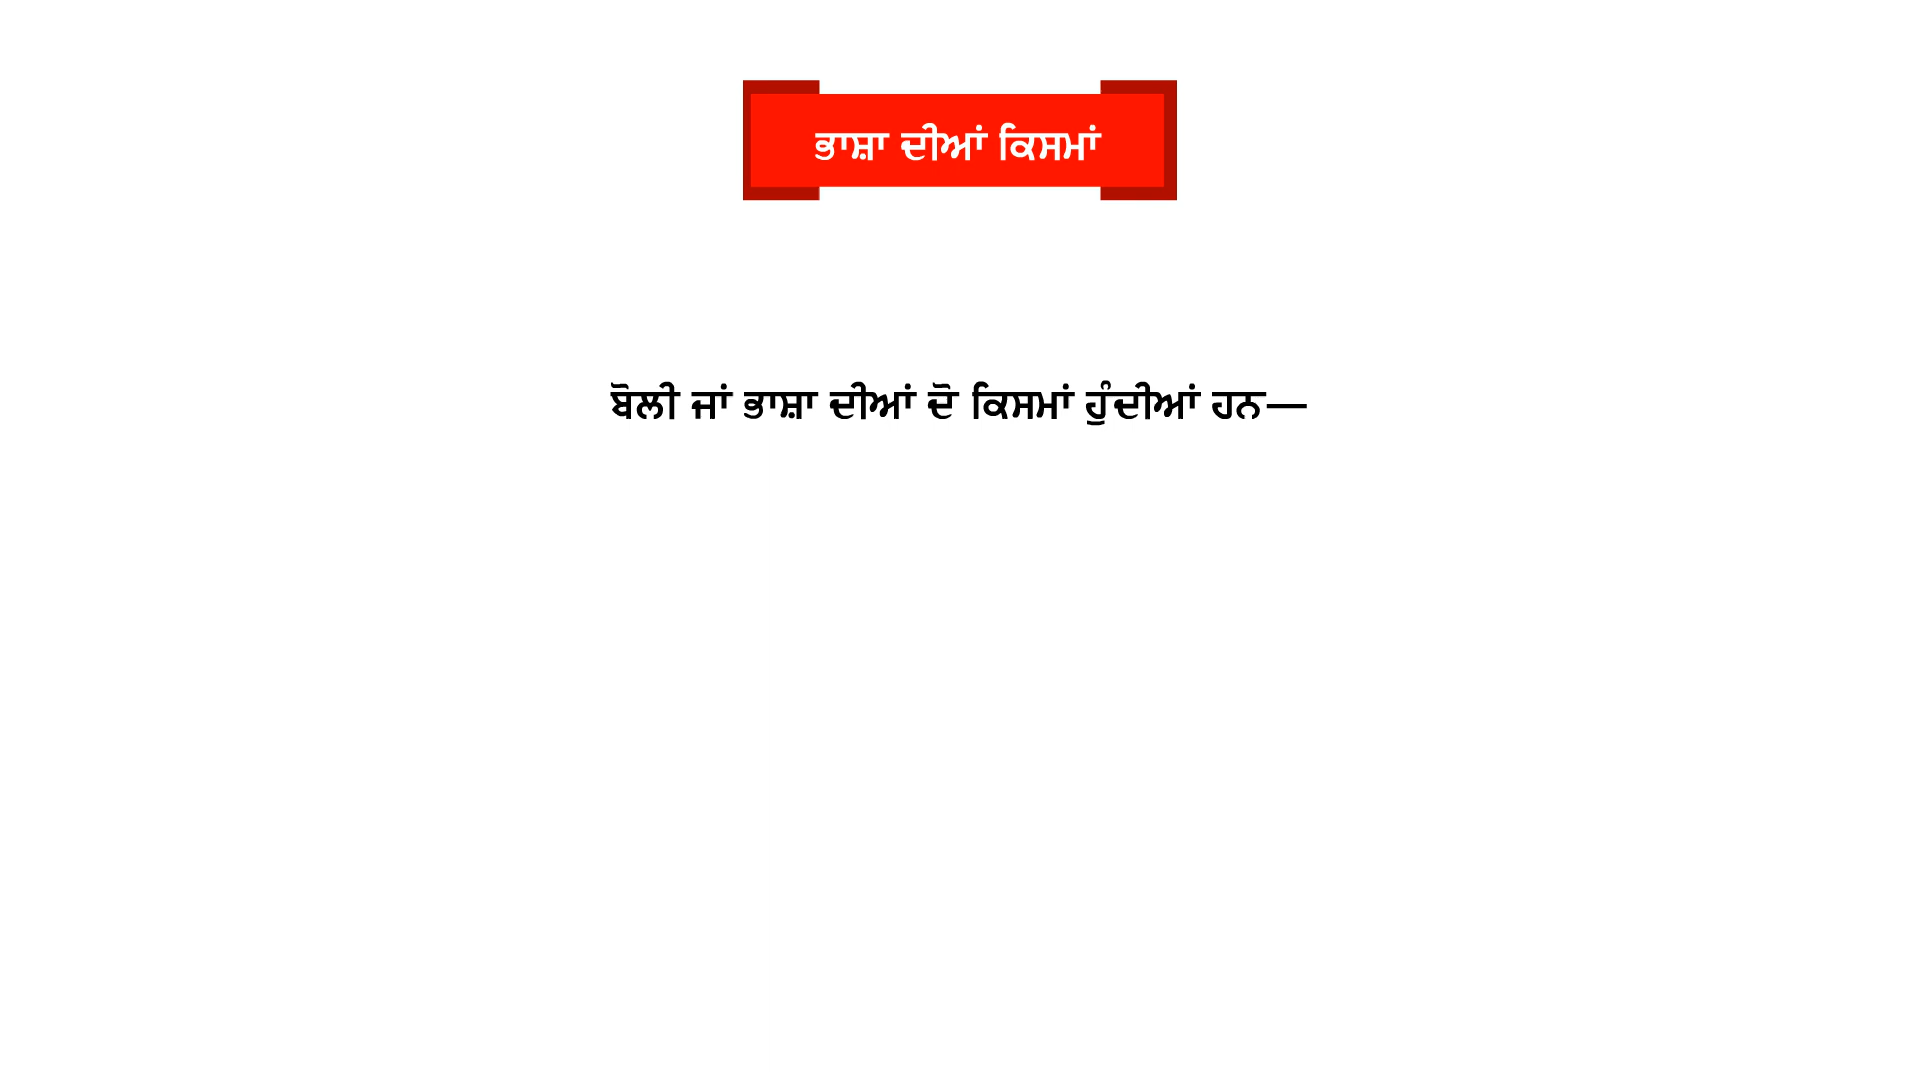 ਭਾਸ਼ਾ ਦੀਆਂ ਕਿਸਮਾਂ
ਬੋਲੀ ਜਾਂ ਭਾਸ਼ਾ ਦੀਆਂ ਦੋ ਕਿਸਮਾਂ ਹੁੰਦੀਆਂ ਹਨ—